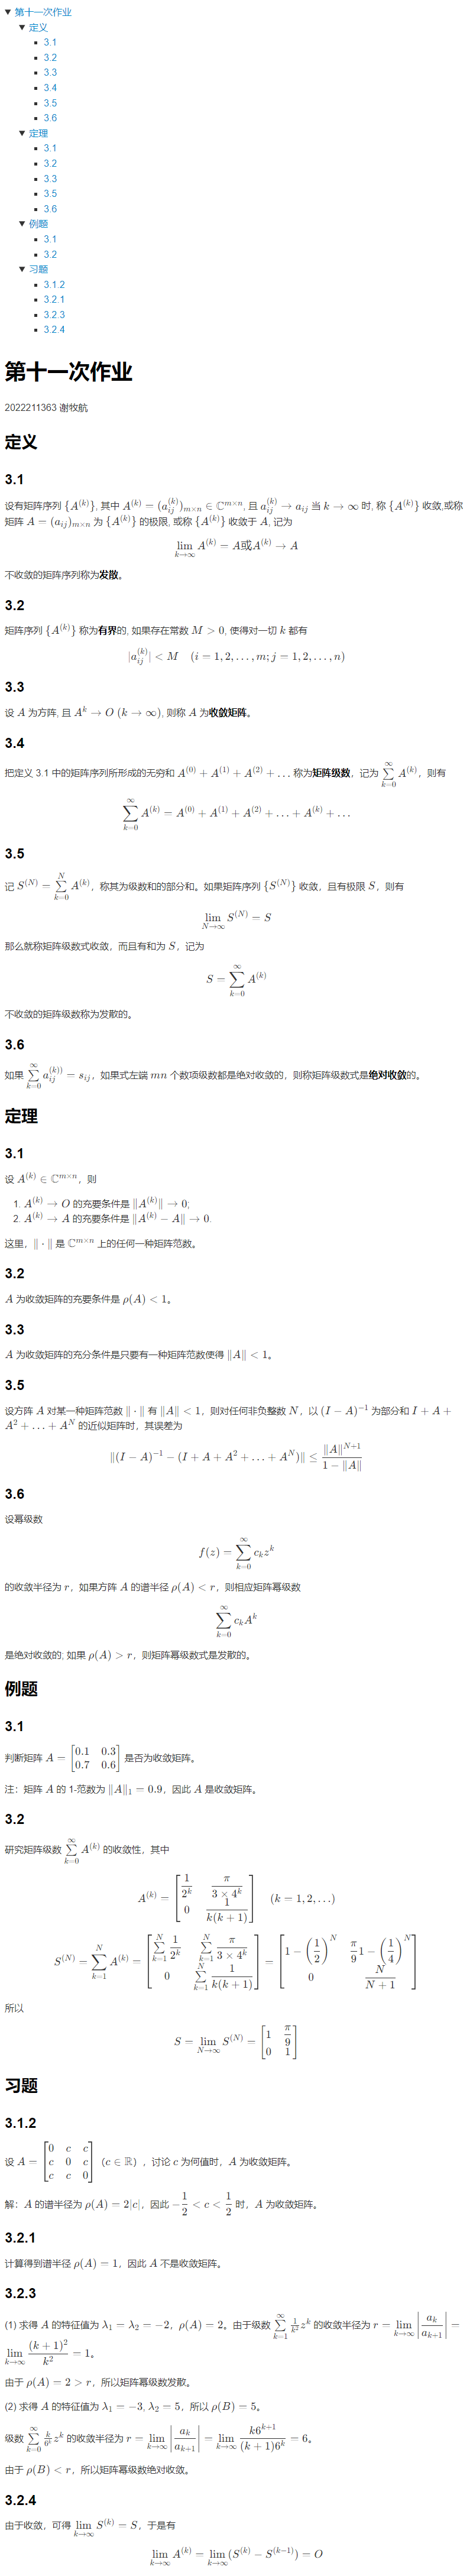 第十一次作业
定义
3.1
3.2
3.3
3.4
3.5
3.6
定理
3.1
3.2
3.3
3.5
3.6
例题
3.1
3.2
习题
3.1.2
3.2.1
3.2.3
3.2.4
第十一次作业
2022211363 谢牧航
定义
3.1
设有矩阵序列 $\{A^{(k)}\}$, 其中 $A^{(k)} = (a_{ij}^{(k)})_{m\times n} \in \mathbb{C}^{m\times n}$, 且 $a_{ij}^{(k)} \to a_{ij}$ 当 $k \to \infty$ 时, 称 $\{A^{(k)}\}$ 收敛,或称
矩阵 $A = (a_{ij})_{m\times n}$ 为 $\{A^{(k)}\}$ 的极限, 或称 $\{A^{(k)}\}$ 收敛于 $A$, 记为
$\lim_{k\to\infty} A^{(k)} = A 或 A^{(k)} \to A$
不收敛的矩阵序列称为发散。
3.2
矩阵序列 $\{A^{(k)}\}$ 称为有界的, 如果存在常数 $M > 0$, 使得对一切 $k$ 都有
$|a_{ij}^{(k)}| < M \quad (i = 1, 2, \ldots, m; j = 1, 2, \ldots, n)$
3.3
设 $A$ 为方阵, 且 $A^k \to O\ (k \to \infty)$, 则称 $A$ 为收敛矩阵。
3.4
把定义 3.1 中的矩阵序列所形成的无穷和 $A^{(0)} + A^{(1)} + A^{(2)} + \ldots$ 称为矩阵级数，记为 $\sum_{k=0}^{\infty} A^{(k)}$，则有
$\sum_{k=0}^{\infty} A^{(k)} = A^{(0)} + A^{(1)} + A^{(2)} + \ldots + A^{(k)} + \ldots$
3.5
记 $S^{(N)} = \sum_{k=0}^{N} A^{(k)}$，称其为级数和的部分和。如果矩阵序列 $\{S^{(N)}\}$ 收敛，且有极限 $S$，则有
$\lim_{N\to\infty} S^{(N)} = S$
那么就称矩阵级数式收敛，而且有和为 $S$，记为
$S = \sum_{k=0}^{\infty} A^{(k)}$
不收敛的矩阵级数称为发散的。
3.6
如果 $\sum_{k=0}^{\infty} a_{ij}^{(k))} = s_{ij}$，如果式左端 $mn$ 个数项级数都是绝对收敛的，则称矩阵级数式是绝对收敛的。
定理
3.1
设 $A^{(k)} \in \mathbb{C}^{m\times n}$，则
1. $A^{(k)} \to O$ 的充要条件是 $\|A^{(k)}\| \to 0$;
2. $A^{(k)} \to A$ 的充要条件是 $\|A^{(k)} - A\| \to 0$.
这里，$\|\cdot\|$ 是 $\mathbb{C}^{m\times n}$ 上的任何一种矩阵范数。
3.2
$A$ 为收敛矩阵的充要条件是 $\rho(A) < 1$。
3.3
$A$ 为收敛矩阵的充分条件是只要有一种矩阵范数使得 $\|A\| < 1$。
3.5
设方阵 $A$ 对某一种矩阵范数 $\|\cdot\|$ 有 $\|A\| < 1$，则对任何非负整数 $N$，以 $(I - A)^{-1}$ 为部分和 $I + A +$
$A^2 + \ldots + A^N$ 的近似矩阵时，其误差为
$\|(I - A)^{-1} - (I + A + A^2 + \ldots + A^N)\| \leq \frac{\|A\|^{N+1}}{1 - \|A\|}$
3.6
设幂级数
$f(z) = \sum_{k=0}^{\infty} c_k z^k$
的收敛半径为 $r$，如果方阵 $A$ 的谱半径 $\rho(A) < r$，则相应矩阵幂级数
$\sum_{k=0}^{\infty} c_k A^k$
是绝对收敛的; 如果 $\rho(A) > r$，则矩阵幂级数式是发散的。
例题
3.1
判断矩阵 $A = \begin{bmatrix} 0.1 & 0.3 \\ 0.7 & 0.6 \end{bmatrix}$ 是否为收敛矩阵。
注：矩阵 $A$ 的 1-范数为 $\|A\|_1 = 0.9$，因此 $A$ 是收敛矩阵。
3.2
研究矩阵级数 $\sum_{k=0}^{\infty} A^{(k)}$ 的收敛性，其中
$A^{(k)} = \begin{bmatrix} \frac{1}{2^k} & \frac{\pi}{3\times 4^k} \\ 0 & \frac{1}{k(k+1)} \end{bmatrix} \quad (k = 1, 2, \ldots)$
$S^{(N)} = \sum_{k=1}^{N} A^{(k)} = \begin{bmatrix} \sum_{k=1}^{N} \frac{1}{2^k} & \sum_{k=1}^{N} \frac{\pi}{3\times 4^k} \\ 0 & \sum_{k=1}^{N} \frac{1}{k(k+1)} \end{bmatrix} = \begin{bmatrix} 1 - \left(\frac{1}{2}\right)^N & \frac{\pi}{9} 1 - \left(\frac{1}{4}\right)^N \\ 0 & \frac{N}{N+1} \end{bmatrix}$
所以
$S = \lim_{N\to\infty} S^{(N)} = \begin{bmatrix} 1 & \frac{\pi}{9} \\ 0 & 1 \end{bmatrix}$
习题
3.1.2
设 $A = \begin{bmatrix} 0 & c & c \\ c & 0 & c \\ c & c & 0 \end{bmatrix}$（$c \in \mathbb{R}$），讨论 $c$ 为何值时，$A$ 为收敛矩阵。
解：$A$ 的谱半径为 $\rho(A) = 2|c|$，因此 $-\frac{1}{2} < c < \frac{1}{2}$ 时，$A$ 为收敛矩阵。
3.2.1
计算得到谱半径 $\rho(A) = 1$，因此 $A$ 不是收敛矩阵。
3.2.3
(1) 求得 $A$ 的特征值为 $\lambda_1 = \lambda_2 = -2$，$\rho(A) = 2$。由于级数 $\sum_{k=1}^{\infty} \frac{1}{k^2} z^k$ 的收敛半径为 $r = \lim_{k\to\infty} \left|\frac{a_k}{a_{k+1}}\right| =$
$\lim_{k\to\infty} \frac{(k+1)^2}{k^2} = 1$。
由于 $\rho(A) = 2 > r$，所以矩阵幂级数发散。
(2) 求得 $A$ 的特征值为 $\lambda_1 = -3, \lambda_2 = 5$，所以 $\rho(B) = 5$。
级数 $\sum_{k=0}^{\infty} \frac{k}{6^k} z^k$ 的收敛半径为 $r = \lim_{k\to\infty} \left|\frac{a_k}{a_{k+1}}\right| = \lim_{k\to\infty} \frac{k6^{k+1}}{(k+1)6^k} = 6$。
由于 $\rho(B) < r$，所以矩阵幂级数绝对收敛。
3.2.4
由于收敛，可得 $\lim_{k\to\infty} S^{(k)} = S$，于是有
$\lim_{k\to\infty} A^{(k)} = \lim_{k\to\infty} (S^{(k)} - S^{(k-1)}) = O$